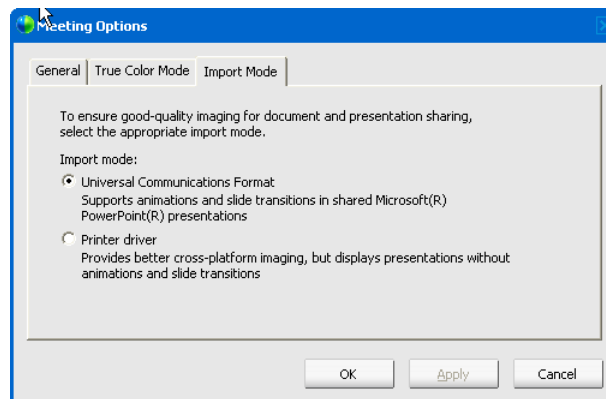 Meeting Options
General True Color Mode Import Mode
To ensure good-quality imaging for document and presentation sharing,
select the appropriate import mode.
Import mode:
Universal Communications Format
Supports animations and slide transitions in shared Microsoft(R)
PowerPoint(R) presentations
Printer driver
Provides better cross-platform imaging, but displays presentations without
animations and slide transitions
OK Apply Cancel